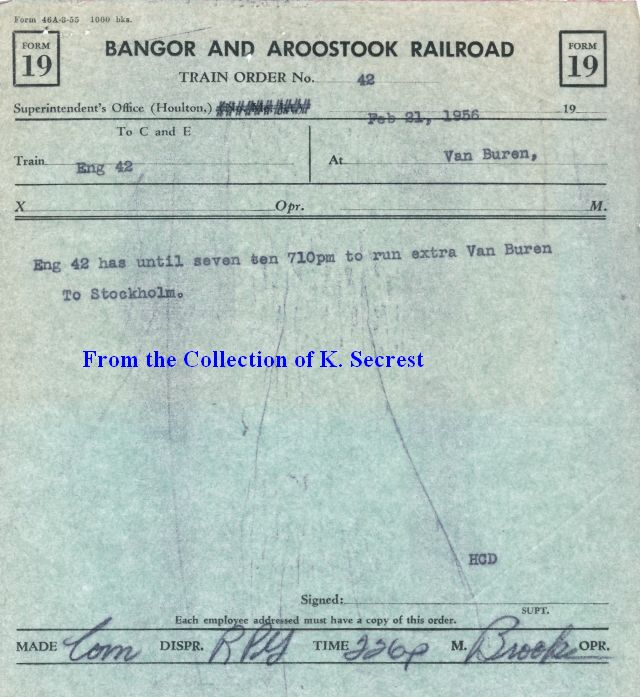 Form 46A-3-55 1000 bks.
FORM 19
BANGOR AND AROOSTOOK RAILROAD
FORM 19
TRAIN ORDER No. 42
Superintendent's Office (Houlton,) Feb 21, 1956 19
To C and E
Train Eng 42 At Van Buren,
X Opr. M.
Eng 42 has until seven ten 710pm to run extra Van Buren
To Stockholm.
From the Collection of K. Secrest
HCD
Signed:
SUPT.
Each employee addressed must have a copy of this order.
MADE Com DISPR. TIME 226p M. OPR.